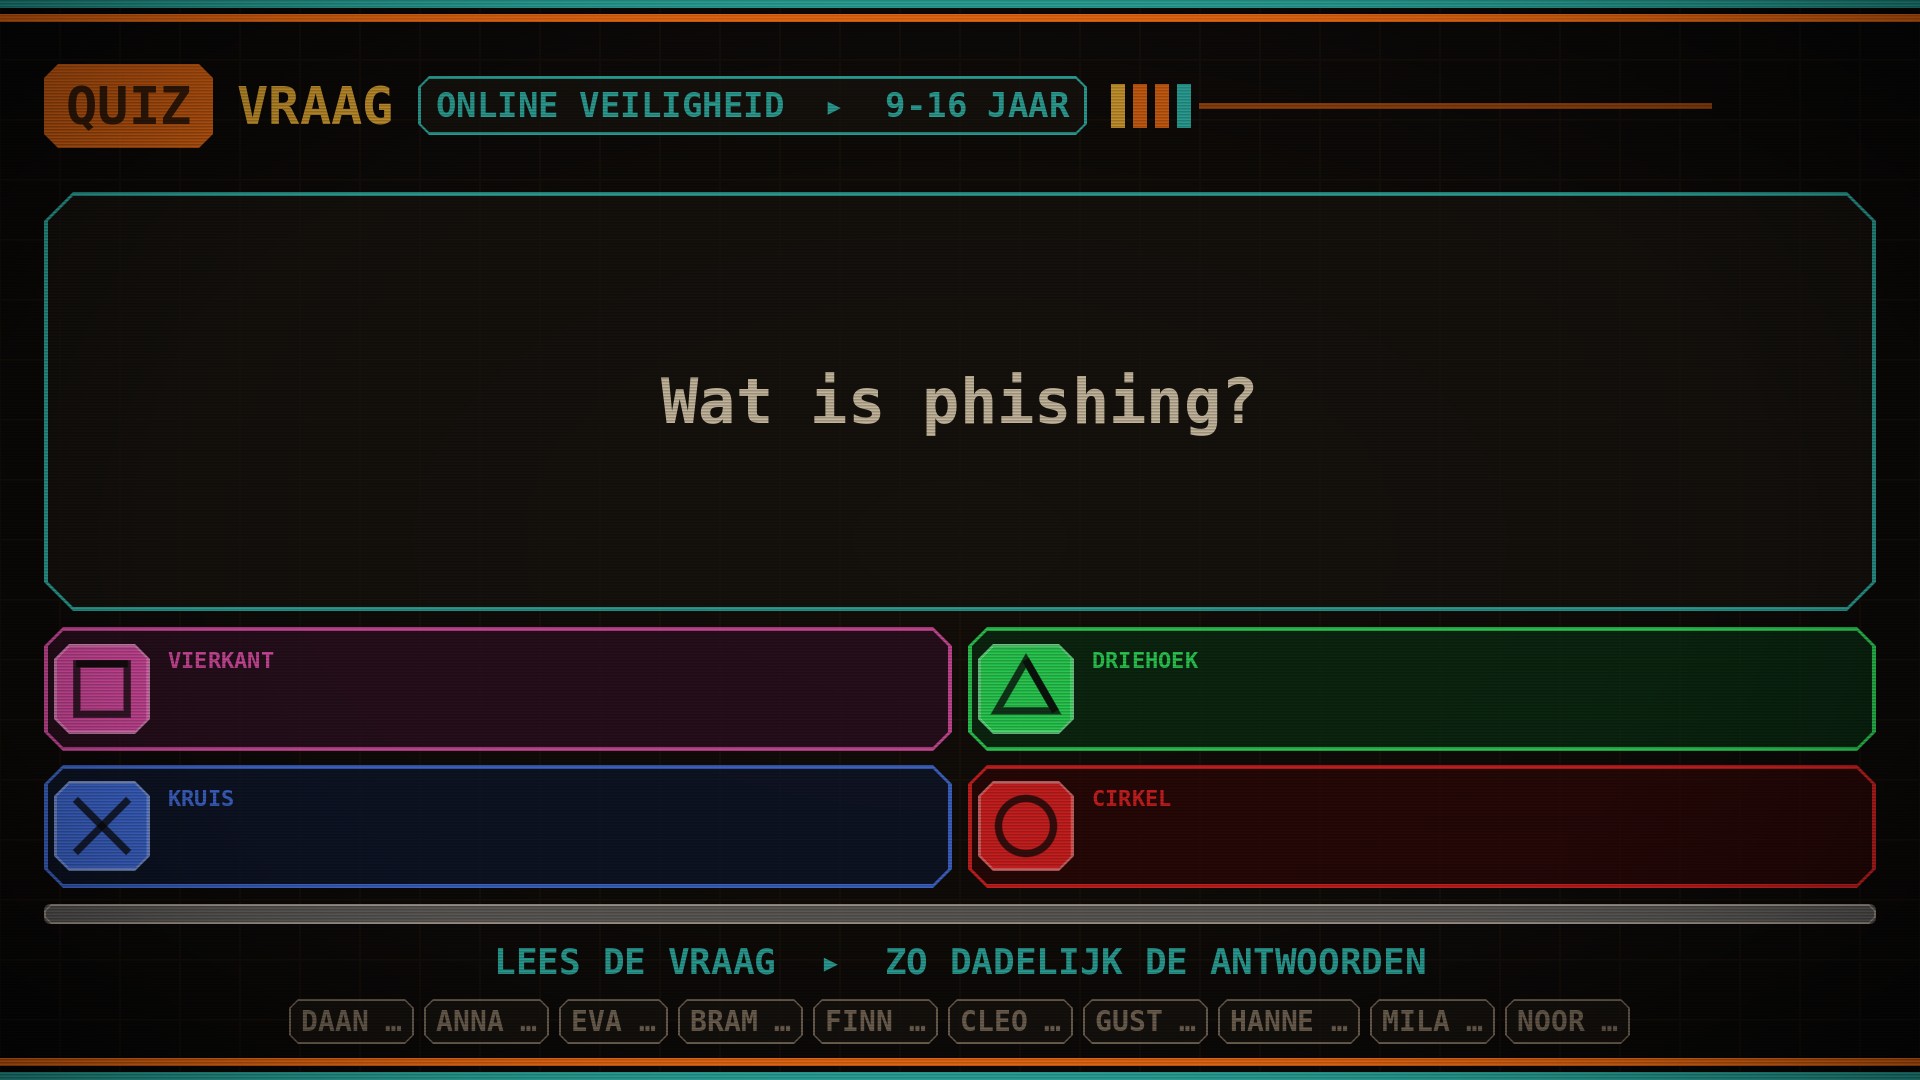 QUIZ VRAAG ONLINE VEILIGHEID ▸ 9-16 JAAR
Wat is phishing?
VIERKANT
DRIEHOEK
KRUIS
CIRKEL
LEES DE VRAAG ▸ ZO DADELIJK DE ANTWOORDEN
DAAN … ANNA … EVA … BRAM … FINN … CLEO … GUST … HANNE … MILA … NOOR …